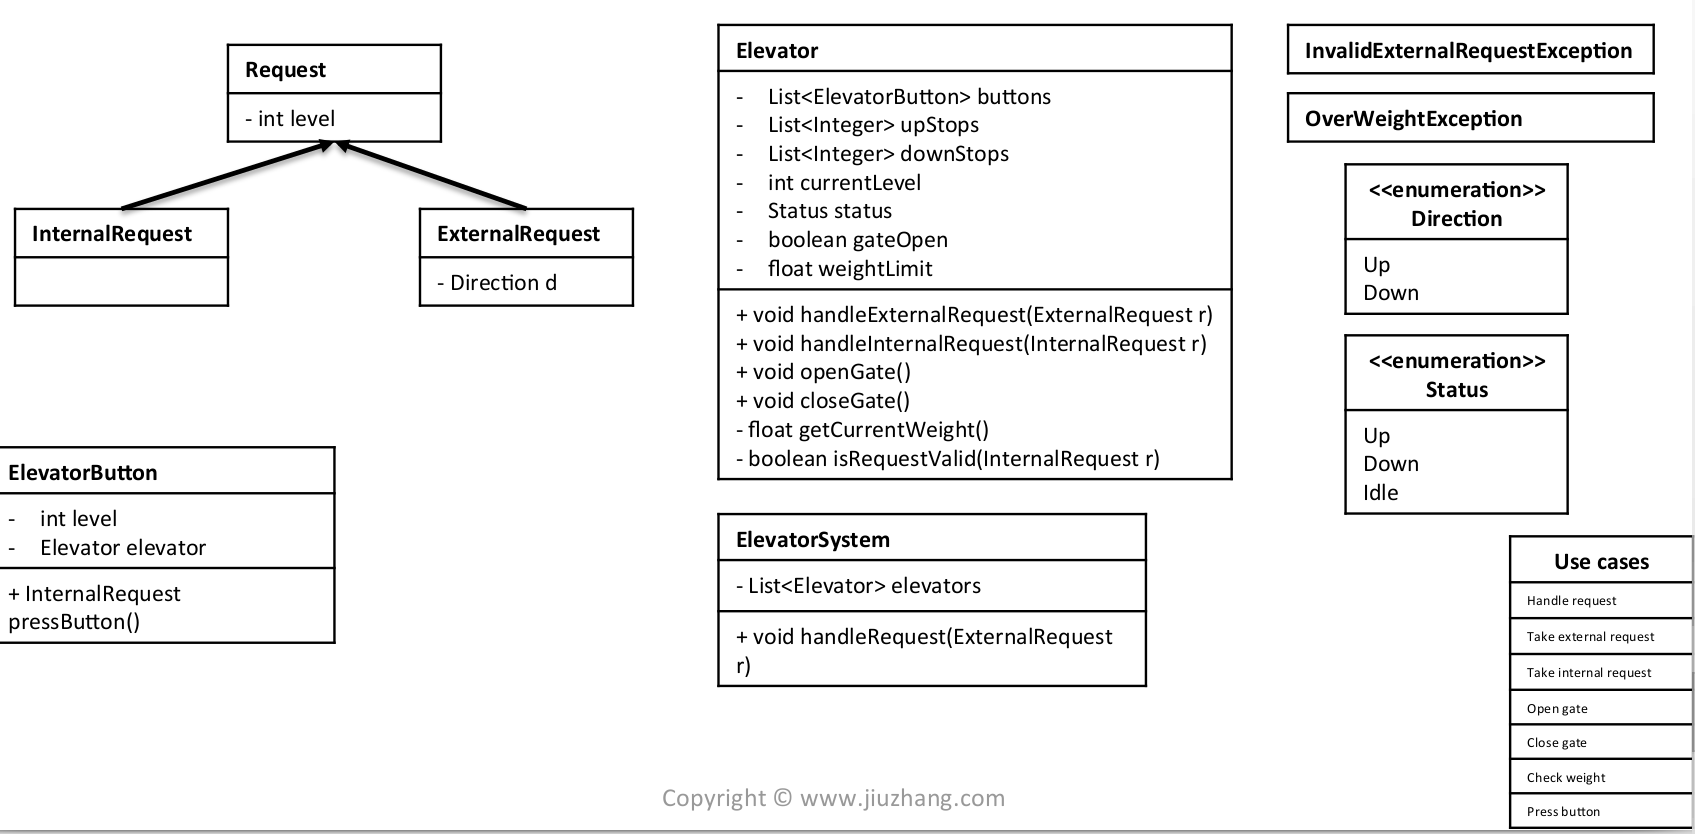 Request
- int level
InternalRequest
ExternalRequest
- Direction d
ElevatorButton
- int level
- Elevator elevator
+ InternalRequest
pressButton()
Elevator
- List<ElevatorButton> buttons
- List<Integer> upStops
- List<Integer> downStops
- int currentLevel
- Status status
- boolean gateOpen
- float weightLimit
+ void handleExternalRequest(ExternalRequest r)
+ void handleInternalRequest(InternalRequest r)
+ void openGate()
+ void closeGate()
- float getCurrentWeight()
- boolean isRequestValid(InternalRequest r)
ElevatorSystem
- List<Elevator> elevators
+ void handleRequest(ExternalRequest
r)
InvalidExternalRequestException
OverWeightException
<<enumeration>>
Direction
Up
Down
<<enumeration>>
Status
Up
Down
Idle
Use cases
Handle request
Take external request
Take internal request
Open gate
Close gate
Check weight
Press button
Copyright © www.jiuzhang.com